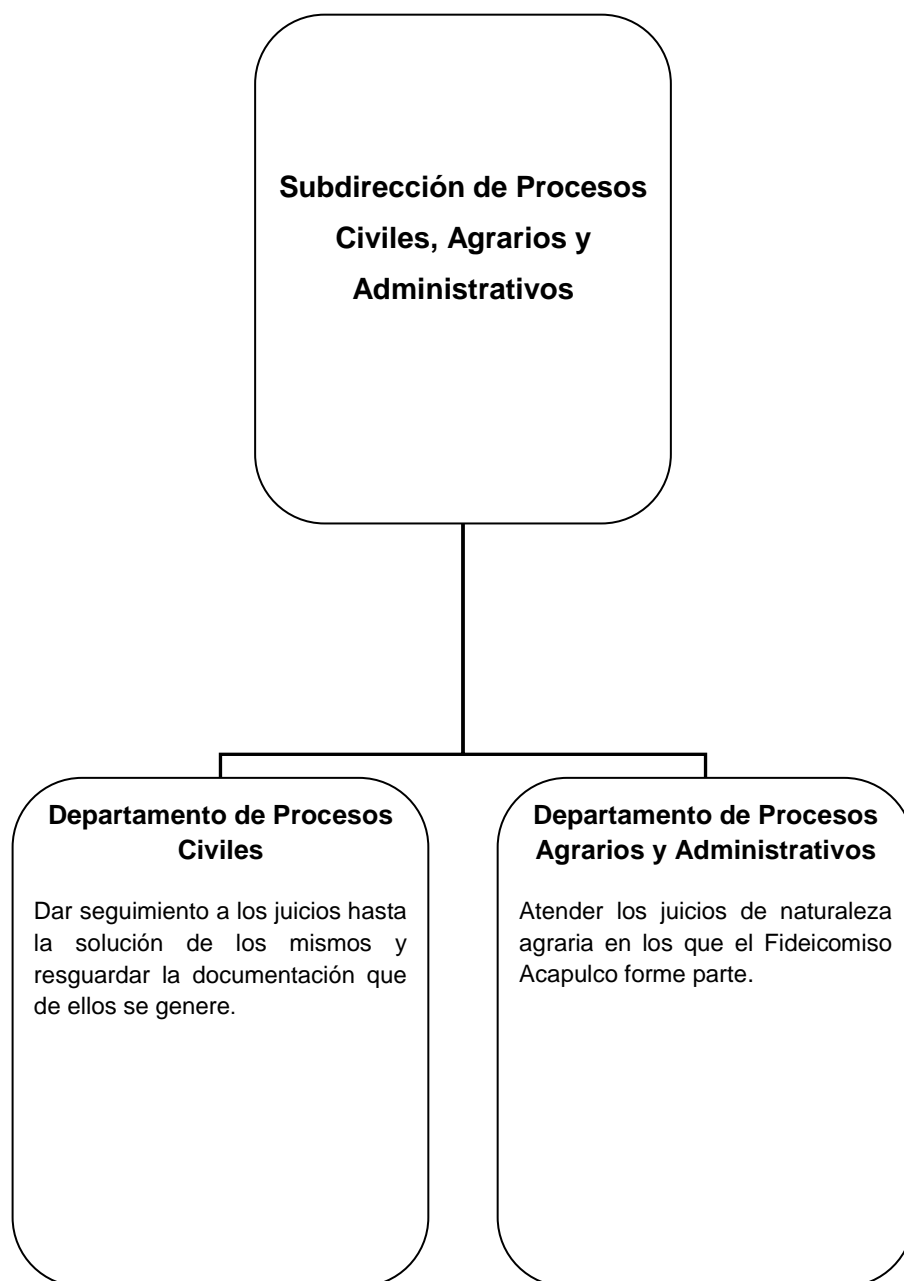 Subdirección de Procesos
Civiles, Agrarios y
Administrativos
Departamento de Procesos
Civiles
Dar seguimiento a los juicios hasta
la solución de los mismos y
resguardar la documentación que
de ellos se genere.
Departamento de Procesos
Agrarios y Administrativos
Atender los juicios de naturaleza
agraria en los que el Fideicomiso
Acapulco forme parte.